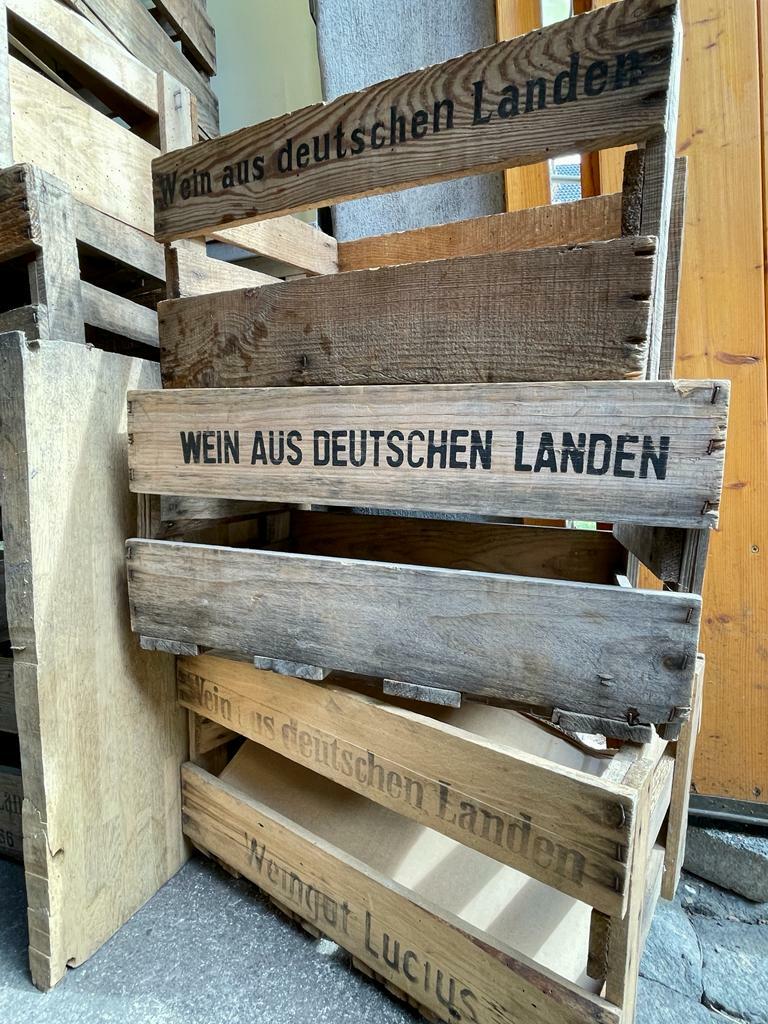 Wein aus deutschen Landen
WEIN AUS DEUTSCHEN LANDEN
Wein aus deutschen Landen
Weingut Lucius